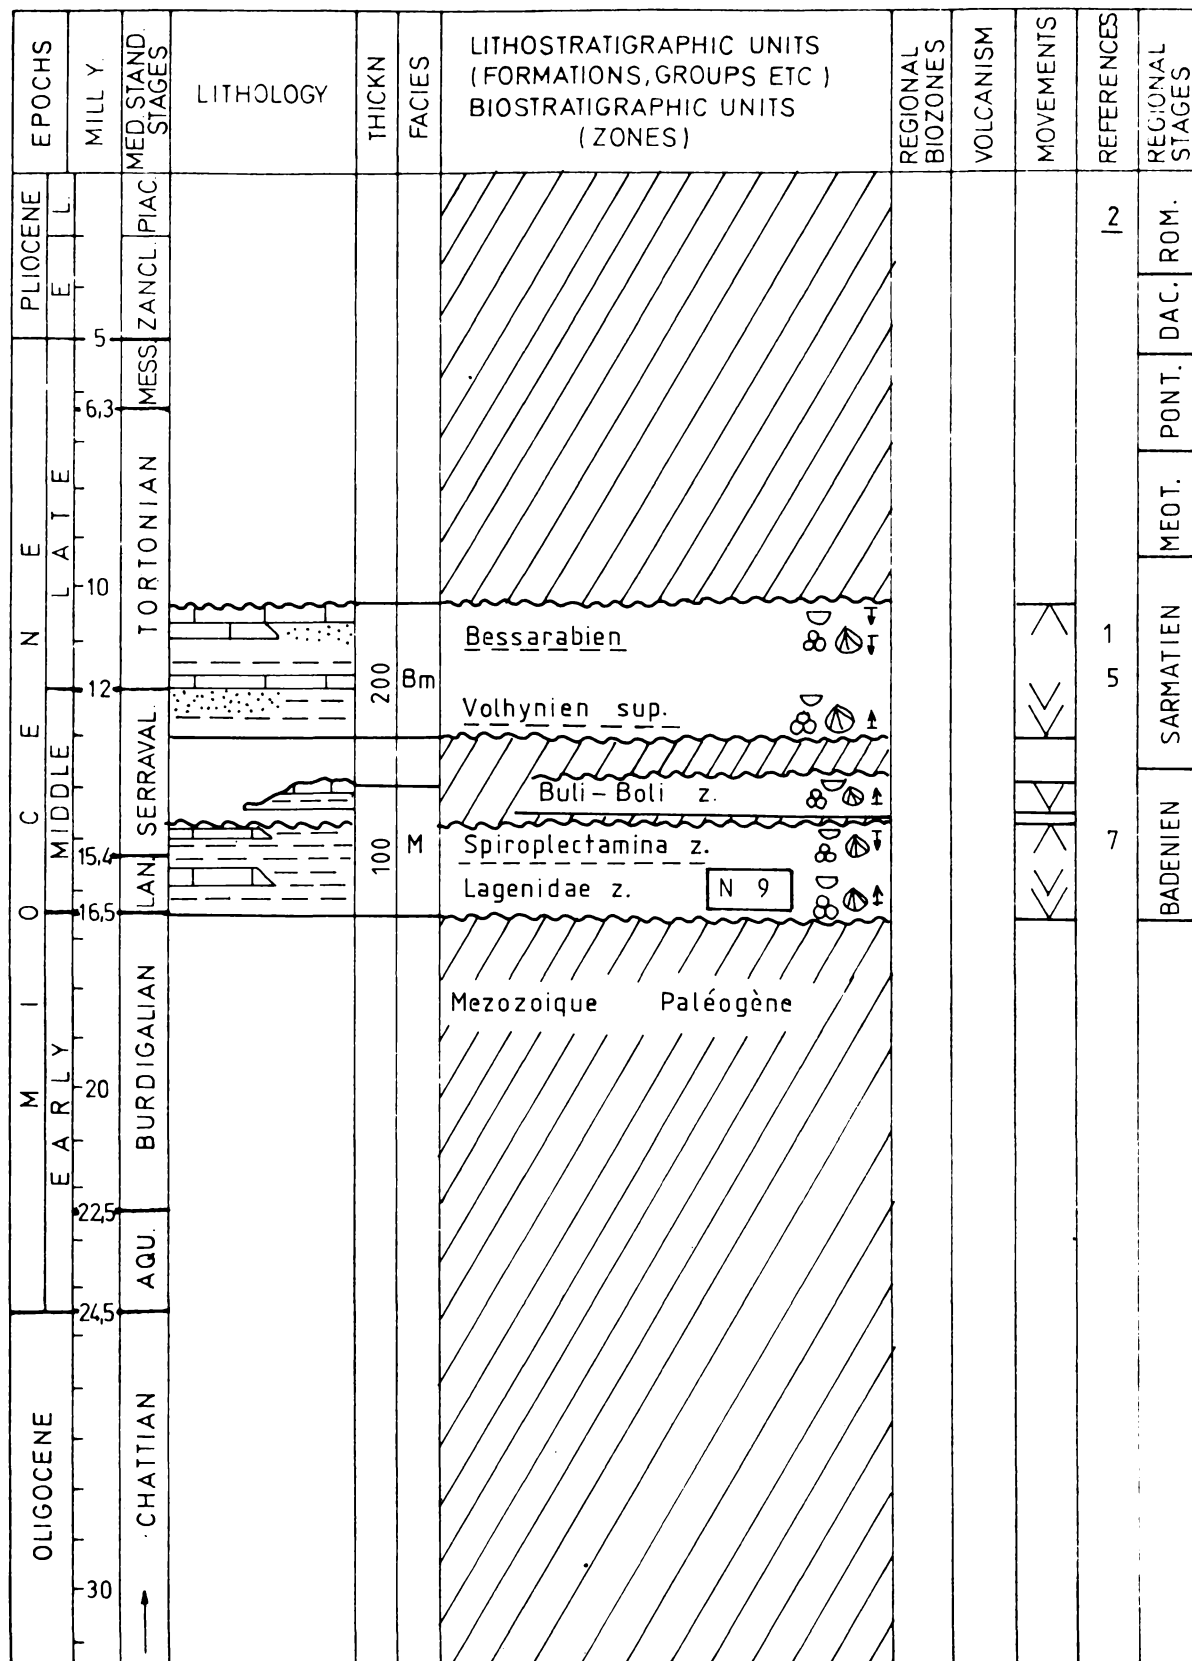 EPOCHS
MILL Y.
MED.STAND.
STAGES
LITHOLOGY
THICKN
FACIES
LITHOSTRATIGRAPHIC UNITS
(FORMATIONS, GROUPS ETC )
BIOSTRATIGRAPHIC UNITS
(ZONES)
REGIONAL
BIOZONES
VOLCANISM
MOVEMENTS
REFERENCES
REGIONAL
STAGES
PLIOCENE
L.
E
PIAC.
ZANCL.
MESS.
TORTONIAN
SERRAVAL.
LAN.
BURDIGALIAN
AQU.
CHATTIAN
MIOCENE
LATE
MIDDLE
EARLY
OLIGOCENE
5
6,3
10
12
15,4
16,5
20
22,5
24,5
30
200
100
Bm
M
Bessarabien
Volhynien sup.
Buli-Boli z.
Spiroplectamina z.
Lagenidae z. N 9
Mezozoique Paléogène
2
1
5
7
ROM.
DAC.
PONT.
MEOT.
SARMATIEN
BADENIEN